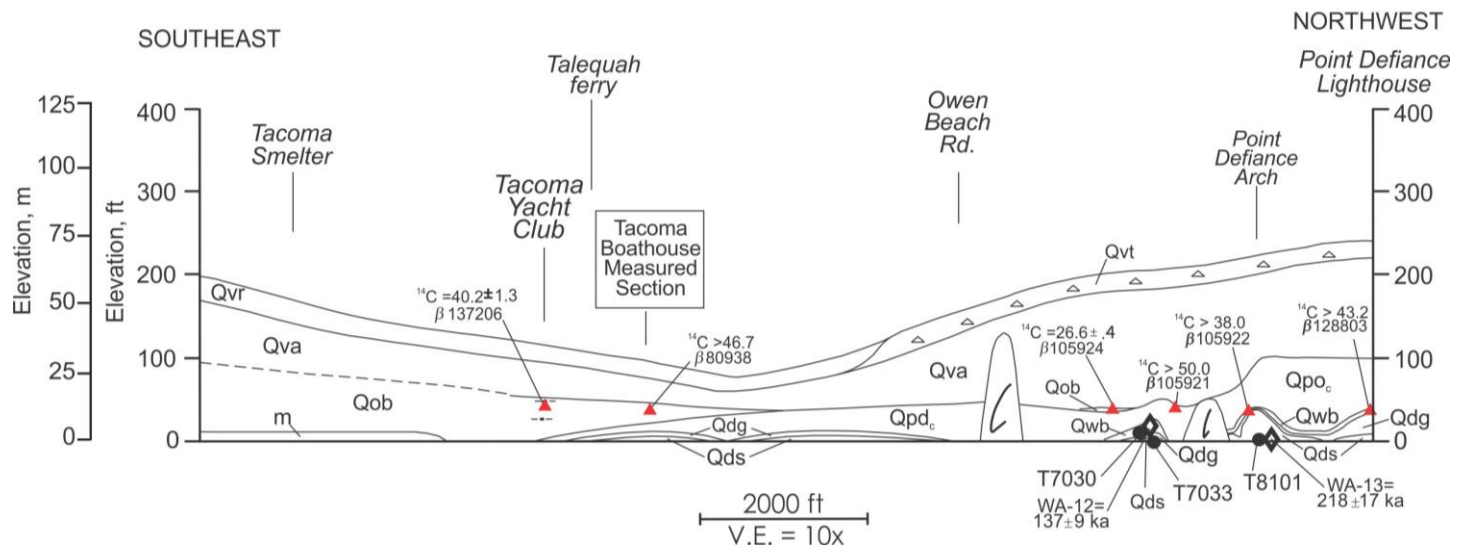 SOUTHEAST
NORTHWEST
Point Defiance
Lighthouse
Talequah
ferry
Tacoma
Smelter
Tacoma
Yacht
Club
Tacoma
Boathouse
Measured
Section
Owen
Beach
Rd.
Point
Defiance
Arch
Elevation, m
125
100
75
50
25
0
Elevation, ft
400
300
200
100
0
400
300
200
100
0
Qvr
Qva
Qob
m
¹⁴C =40.2±1.3
β 137206
¹⁴C >46.7
β80938
Qvt
¹⁴C =26.6± .4
β105924
¹⁴C > 50.0
β105921
¹⁴C > 38.0
β105922
¹⁴C > 43.2
β128803
Qva
Qob
Qpo_c
Qwb
Qdg
Qpd_c
Qwb
Qdg
Qds
Qdg
Qds
Qds
T7030
T7033
T8101
WA-12=
137±9 ka
WA-13=
218 ±17 ka
2000 ft
V.E. = 10x